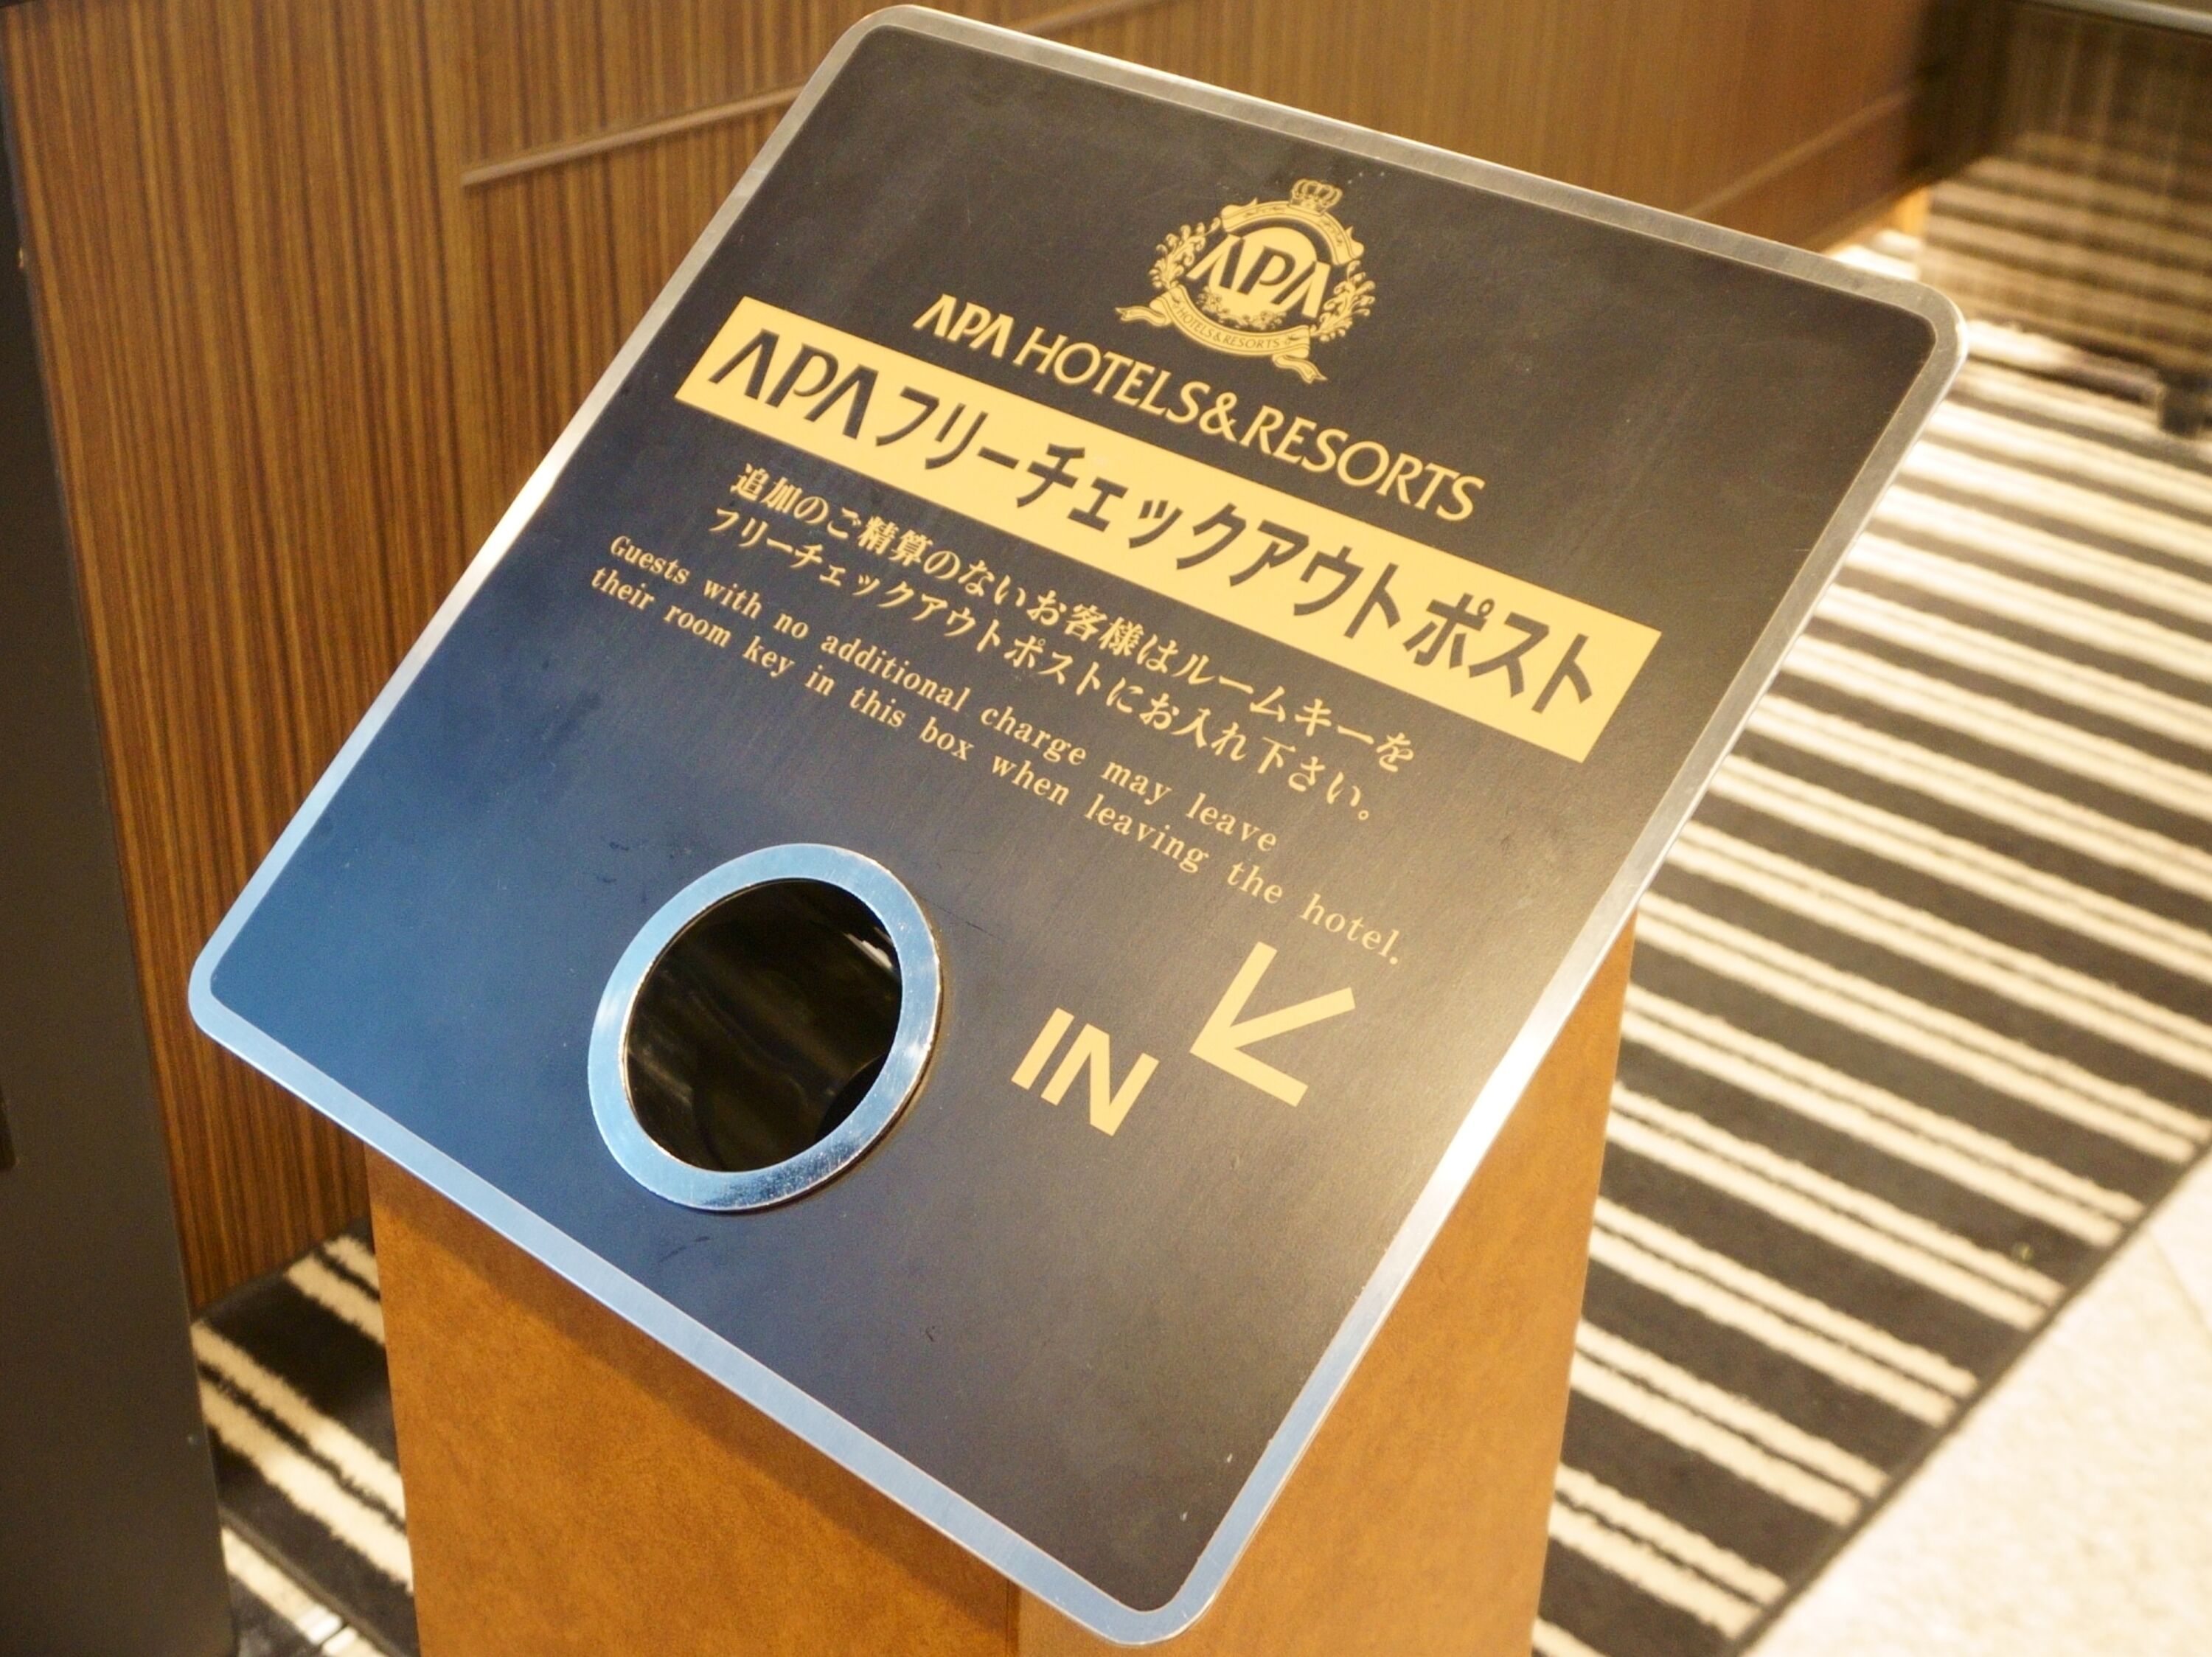 APA
HOTELS&RESORTS
APA HOTELS&RESORTS
APAフリーチェックアウトポスト
追加のご精算のないお客様はルームキーを
フリーチェックアウトポストにお入れ下さい。
Guests with no additional charge may leave
their room key in this box when leaving the hotel.
IN